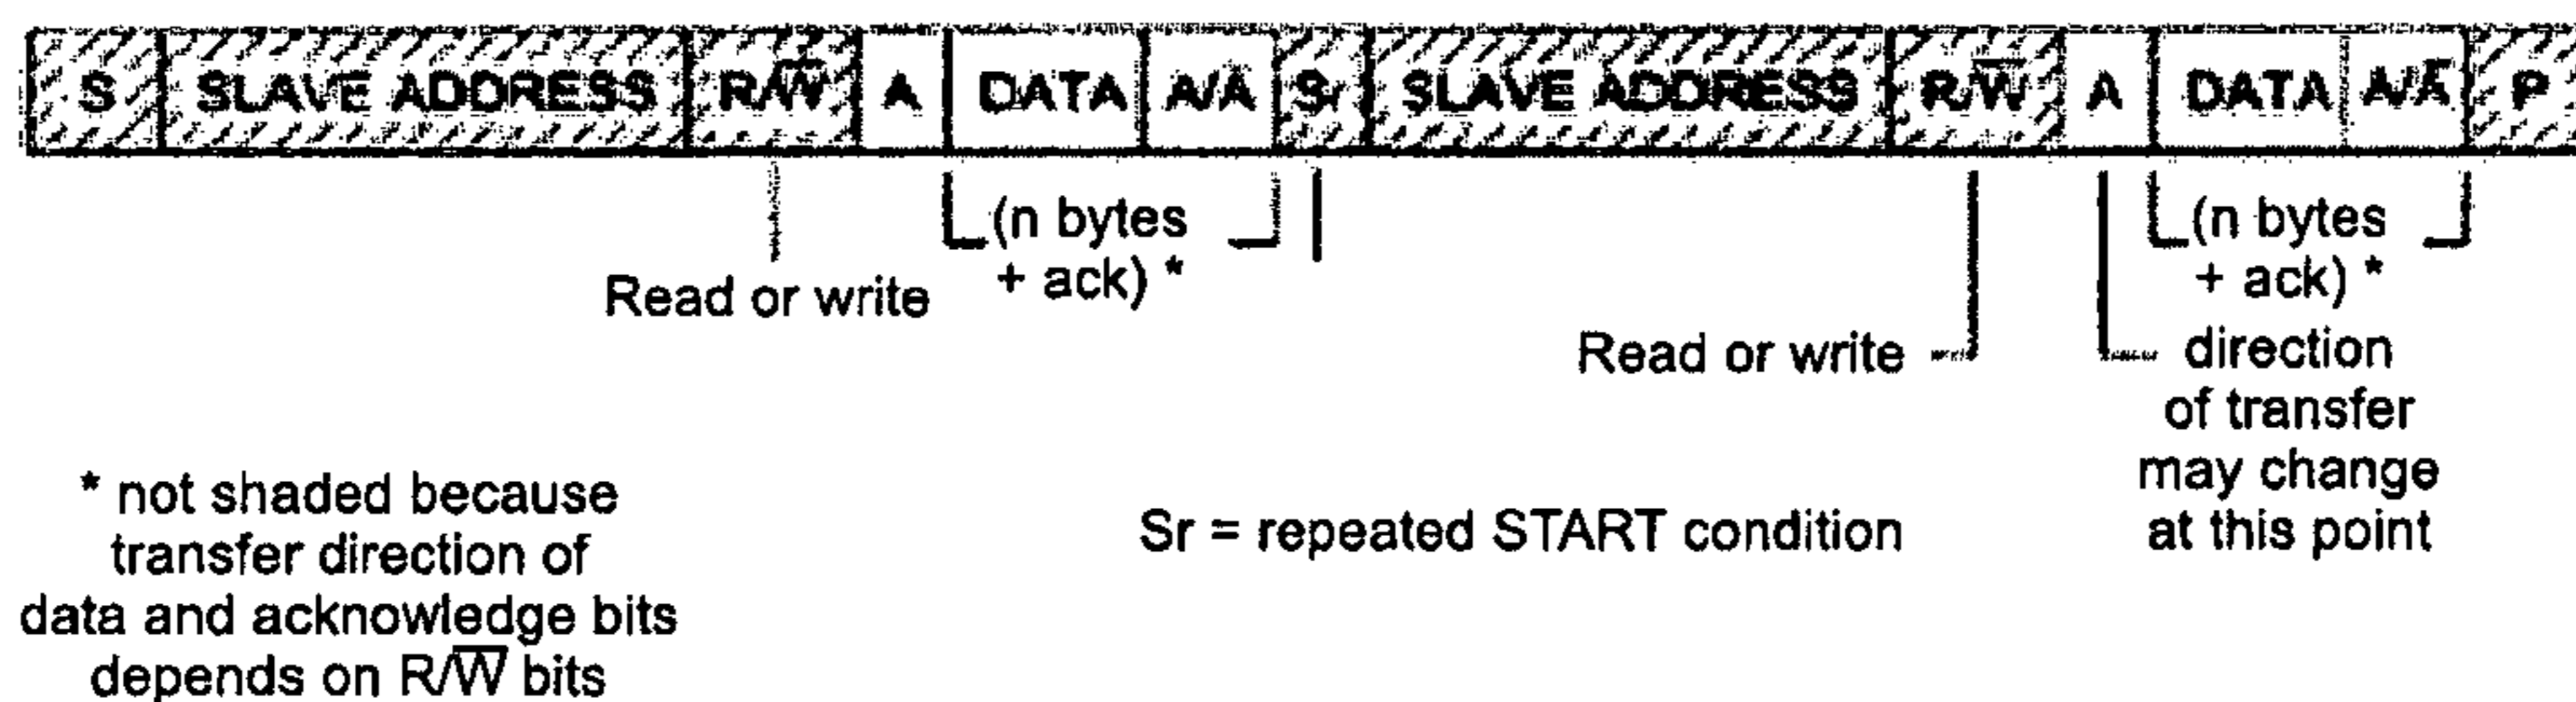 S SLAVE ADDRESS R/W̅ A DATA A/A̅ Sr SLAVE ADDRESS R/W̅ A DATA A/A̅ P
Read or write
(n bytes
+ ack) *
Read or write
(n bytes
+ ack) *
direction
of transfer
may change
at this point
* not shaded because
transfer direction of
data and acknowledge bits
depends on R/W̅ bits
Sr = repeated START condition